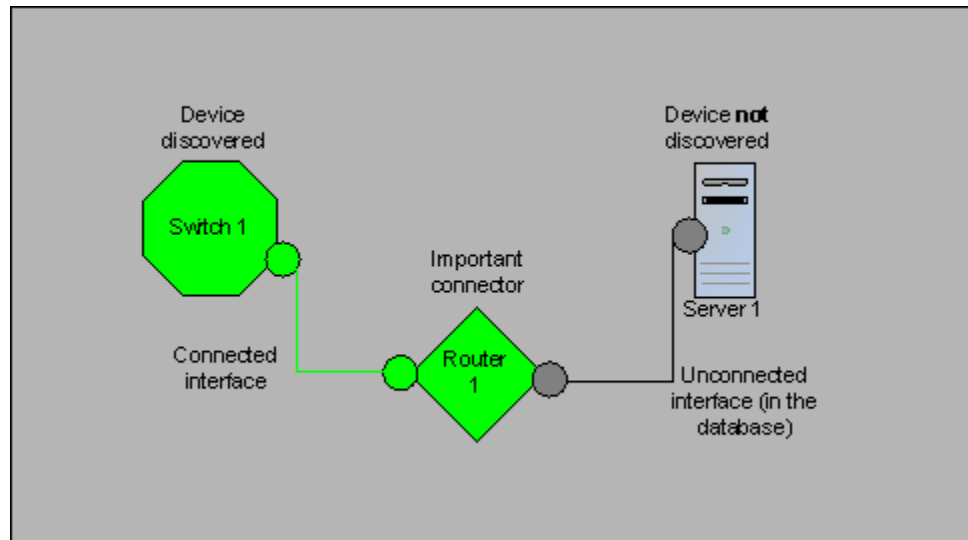 Device
discovered
Device not
discovered
Switch 1
Important
connector
Server 1
Connected
interface
Router
1
Unconnected
interface (in the
database)